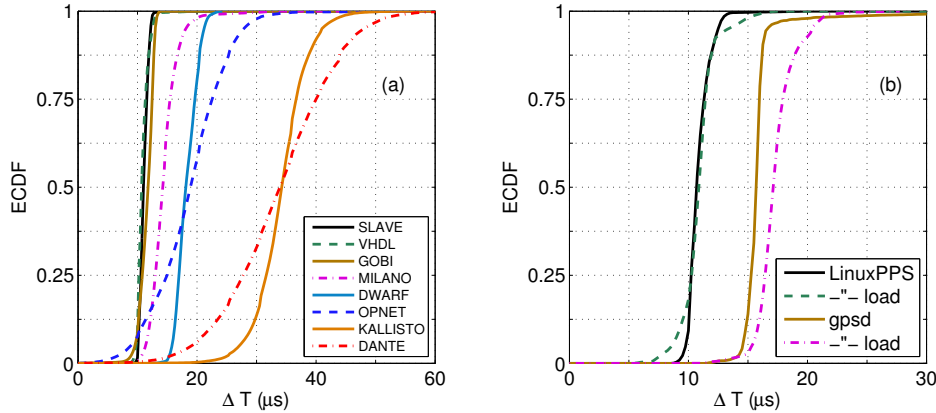 1
0.75
0.5
0.25
0
ECDF
0
20
40
60
Δ T (μs)
(a)
SLAVE
VHDL
GOBI
MILANO
DWARF
OPNET
KALLISTO
DANTE
1
0.75
0.5
0.25
0
ECDF
0
10
20
30
Δ T (μs)
(b)
LinuxPPS
–"– load
gpsd
–"– load